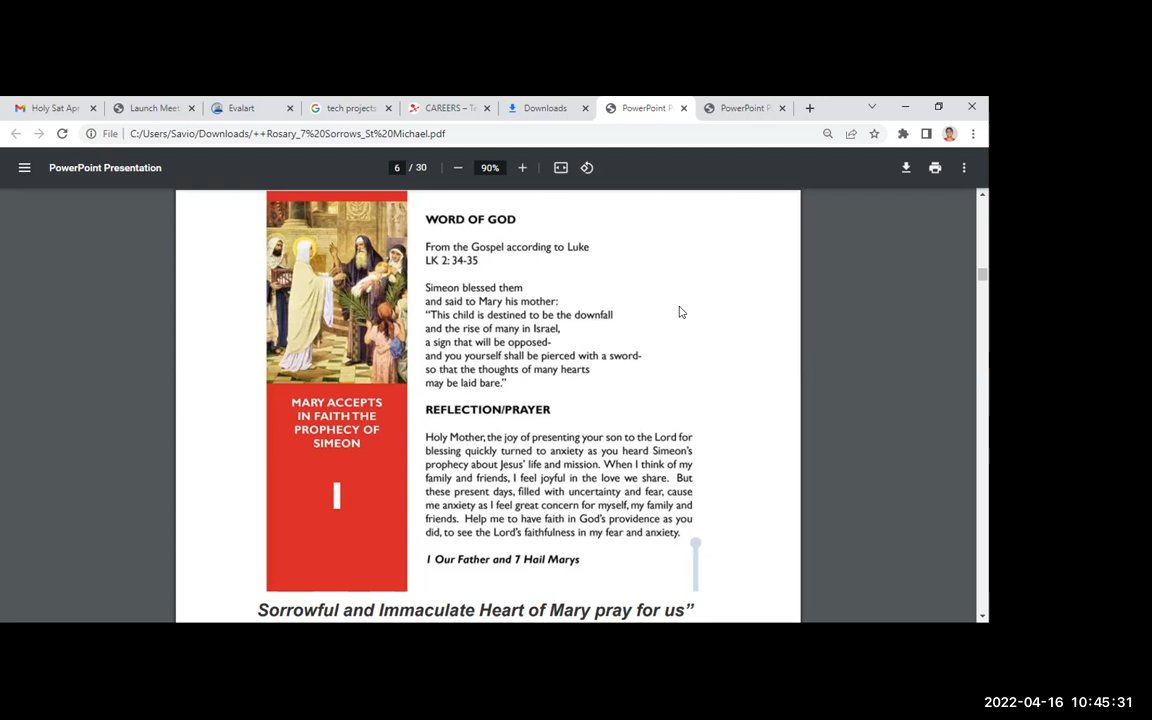 Holy Sat Apr
Launch Meet
Evalart
tech projects
CAREERS – Te
Downloads
PowerPoint P
PowerPoint P
File
C:/Users/Savio/Downloads/++Rosary_7%20Sorrows_St%20Michael.pdf
PowerPoint Presentation
6 / 30
90%
WORD OF GOD
From the Gospel according to Luke
LK 2: 34-35
Simeon blessed them
and said to Mary his mother:
“This child is destined to be the downfall
and the rise of many in Israel,
a sign that will be opposed-
and you yourself shall be pierced with a sword-
so that the thoughts of many hearts
may be laid bare.”
MARY ACCEPTS
IN FAITH THE
PROPHECY OF
SIMEON
I
REFLECTION/PRAYER
Holy Mother, the joy of presenting your son to the Lord for
blessing quickly turned to anxiety as you heard Simeon’s
prophecy about Jesus’ life and mission. When I think of my
family and friends, I feel joyful in the love we share. But
these present days, filled with uncertainty and fear, cause
me anxiety as I feel great concern for myself, my family and
friends. Help me to have faith in God’s providence as you
did, to see the Lord’s faithfulness in my fear and anxiety.
1 Our Father and 7 Hail Marys
Sorrowful and Immaculate Heart of Mary pray for us”
2022-04-16 10:45:31